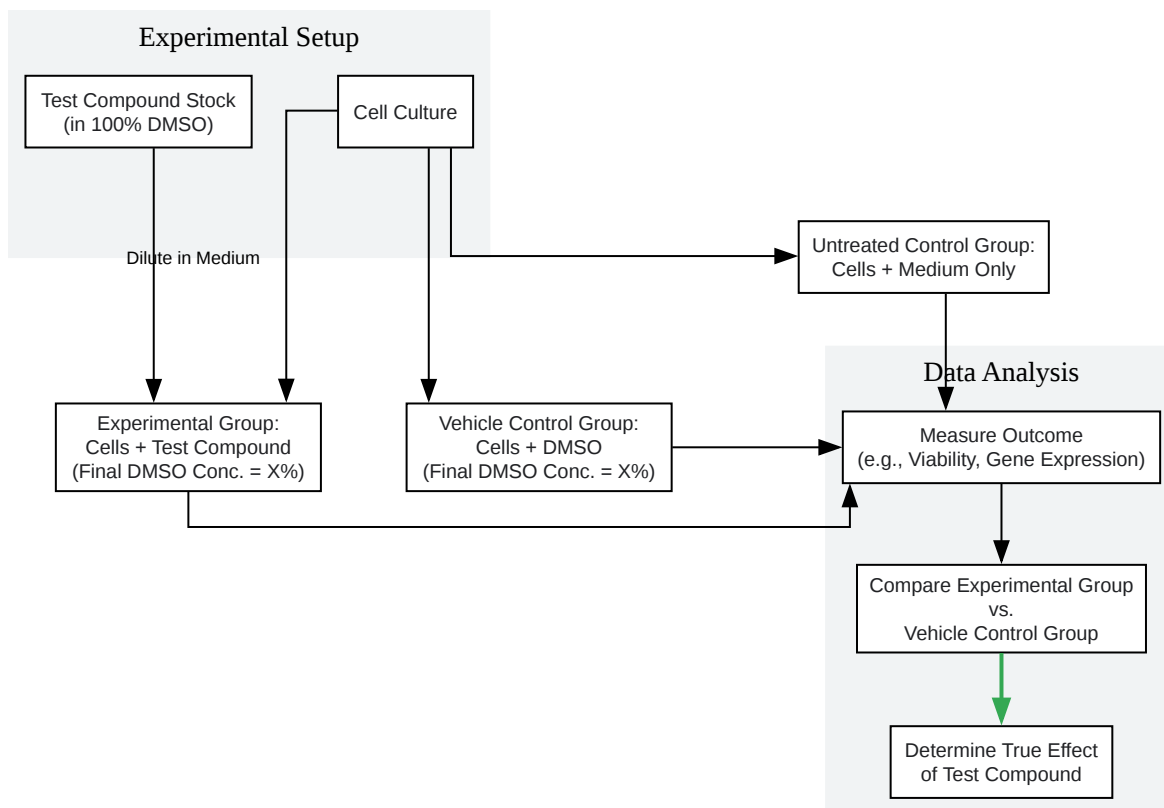 Experimental Setup
Test Compound Stock
(in 100% DMSO)
Cell Culture
Dilute in Medium
Untreated Control Group:
Cells + Medium Only
Data Analysis
Experimental Group:
Cells + Test Compound
(Final DMSO Conc. = X%)
Vehicle Control Group:
Cells + DMSO
(Final DMSO Conc. = X%)
Measure Outcome
(e.g., Viability, Gene Expression)
Compare Experimental Group
vs.
Vehicle Control Group
Determine True Effect
of Test Compound